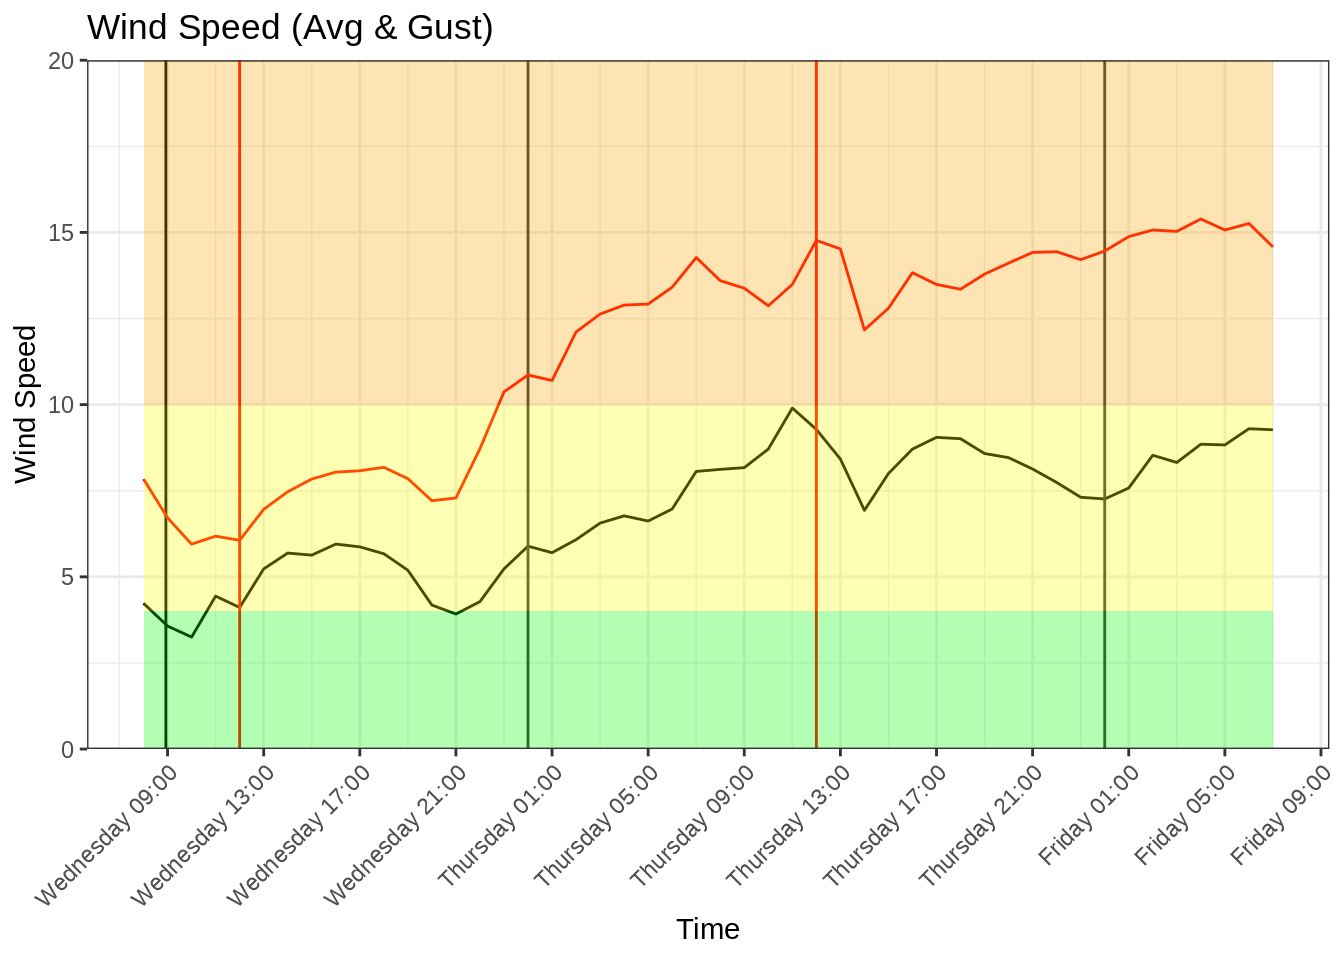 Wind Speed (Avg & Gust)
20
15
10
5
0
Wind Speed
Wednesday 09:00
Wednesday 13:00
Wednesday 17:00
Wednesday 21:00
Thursday 01:00
Thursday 05:00
Thursday 09:00
Thursday 13:00
Thursday 17:00
Thursday 21:00
Friday 01:00
Friday 05:00
Friday 09:00
Time